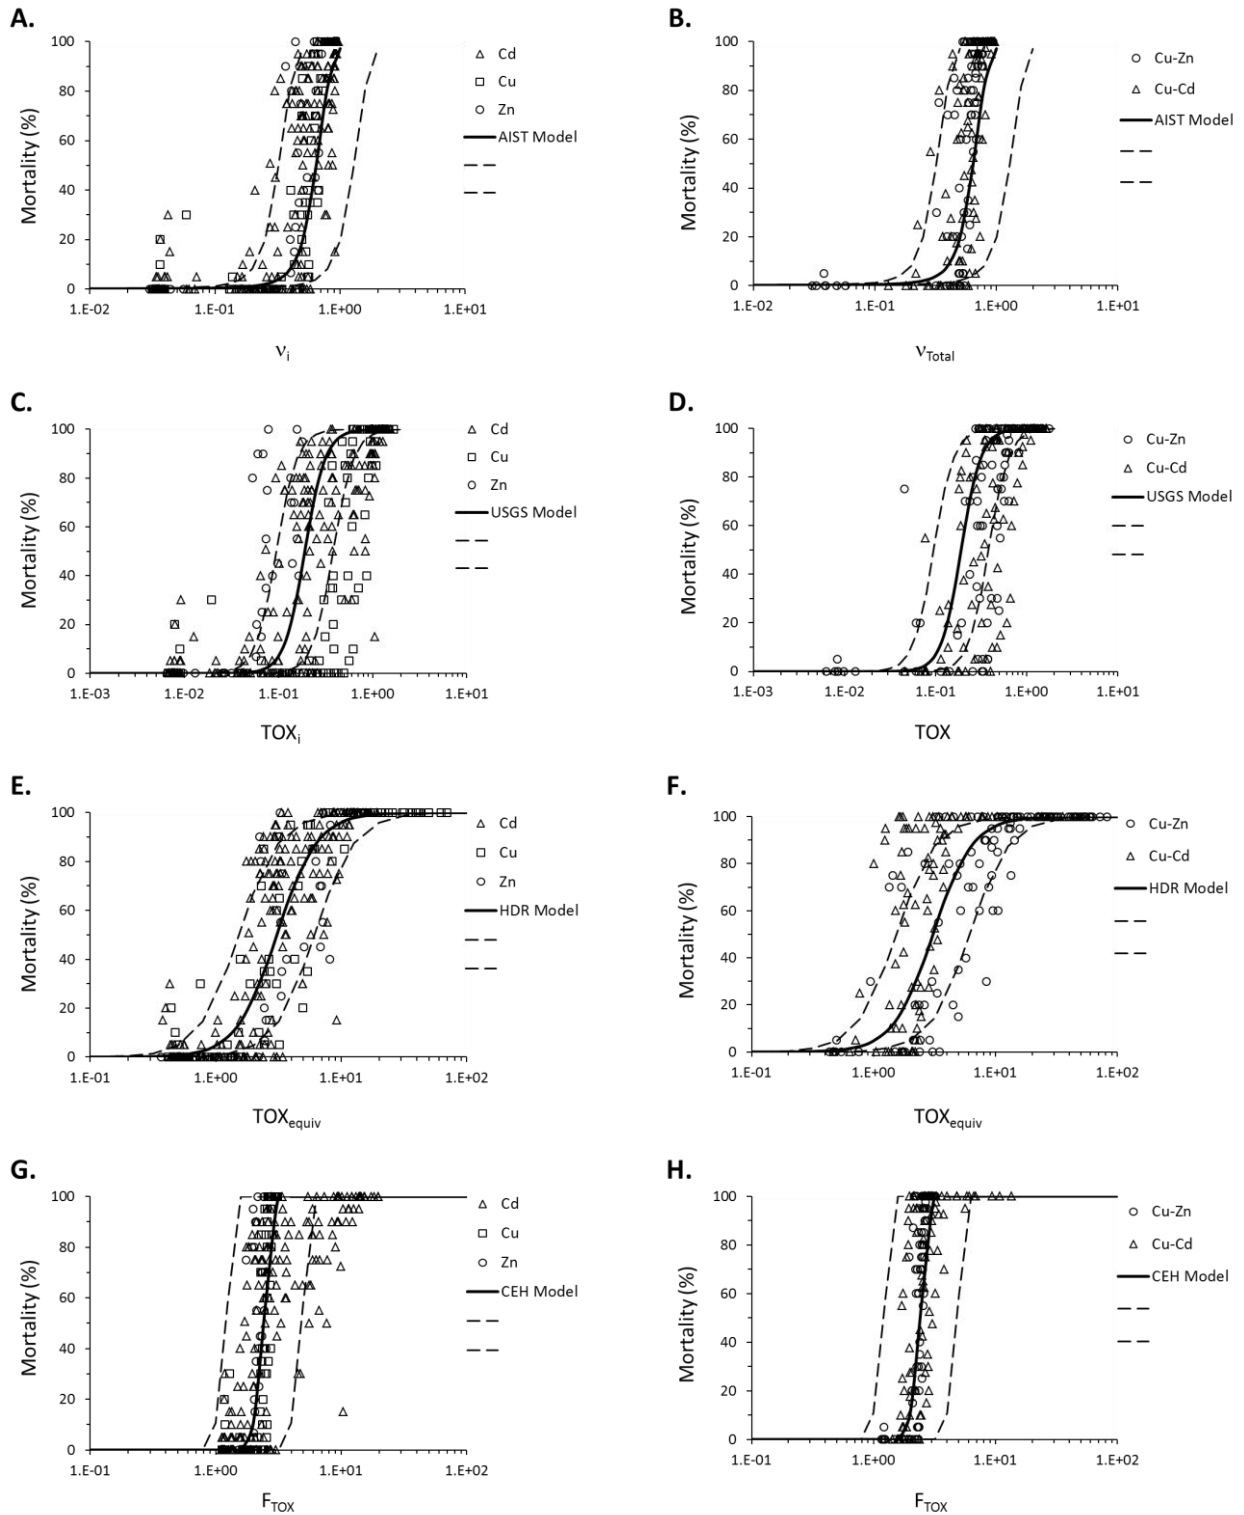 A.
Mortality (%)
100
80
60
40
20
0
1.E-02
1.E-01
1.E+00
1.E+01
νi
Cd
Cu
Zn
AIST Model
B.
Mortality (%)
100
80
60
40
20
0
1.E-02
1.E-01
1.E+00
1.E+01
νTotal
Cu-Zn
Cu-Cd
AIST Model
C.
Mortality (%)
100
80
60
40
20
0
1.E-03
1.E-02
1.E-01
1.E+00
1.E+01
TOXi
Cd
Cu
Zn
USGS Model
D.
Mortality (%)
100
80
60
40
20
0
1.E-03
1.E-02
1.E-01
1.E+00
1.E+01
TOX
Cu-Zn
Cu-Cd
USGS Model
E.
Mortality (%)
100
80
60
40
20
0
1.E-01
1.E+00
1.E+01
1.E+02
TOXequiv
Cd
Cu
Zn
HDR Model
F.
Mortality (%)
100
80
60
40
20
0
1.E-01
1.E+00
1.E+01
1.E+02
TOXequiv
Cu-Zn
Cu-Cd
HDR Model
G.
Mortality (%)
100
80
60
40
20
0
1.E-01
1.E+00
1.E+01
1.E+02
FTOX
Cd
Cu
Zn
CEH Model
H.
Mortality (%)
100
80
60
40
20
0
1.E-01
1.E+00
1.E+01
1.E+02
FTOX
Cu-Zn
Cu-Cd
CEH Model